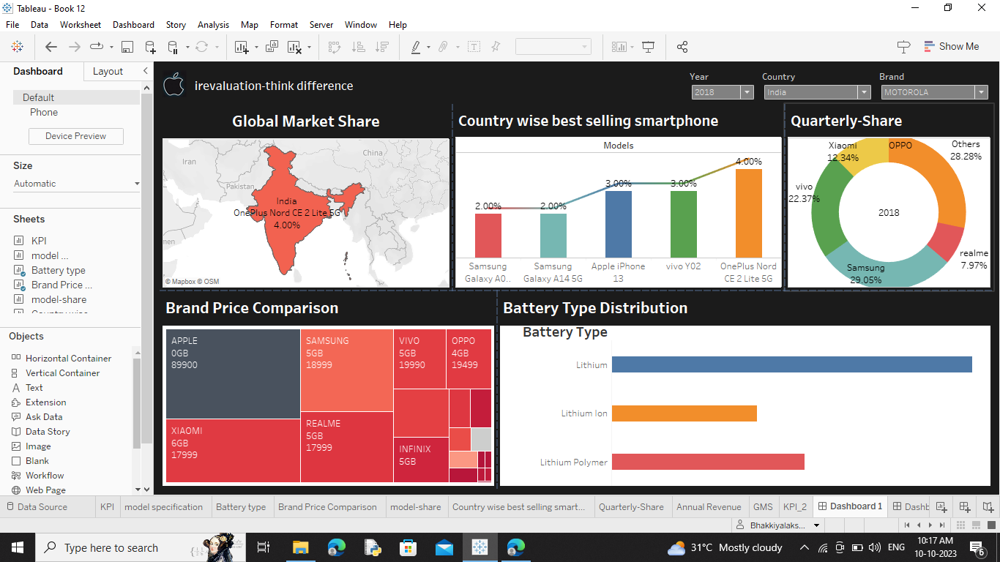 Tableau - Book 12
File Data Worksheet Dashboard Story Analysis Map Format Server Window Help
Show Me
Dashboard
Layout
Default
Phone
Device Preview
Size
Automatic
Sheets
KPI
model ...
Battery type
Brand Price ...
model-share
Objects
Horizontal Container
Vertical Container
Text
Extension
Ask Data
Data Story
Image
Blank
Workflow
Web Page
irevaluation-think difference
Year
2018
Country
India
Brand
MOTOROLA
Global Market Share
Iran
China
Pakistan
India
OnePlus Nord CE 2 Lite 5G
4.00%
men
© Mapbox © OSM
Country wise best selling smartphone
Models
2.00%
2.00%
3.00%
3.00%
4.00%
Samsung
Galaxy A0..
Samsung
Galaxy A14 5G
Apple iPhone
13
vivo Y02
OnePlus Nord
CE 2 Lite 5G
Quarterly-Share
Xiaomi
12.34%
OPPO
Others
28.28%
vivo
22.37%
2018
realme
7.97%
Samsung
29.05%
Brand Price Comparison
APPLE
0GB
89900
SAMSUNG
5GB
18999
VIVO
5GB
19990
OPPO
4GB
19499
XIAOMI
6GB
17999
REALME
5GB
17999
INFINIX
5GB
Battery Type Distribution
Battery Type
Lithium
Lithium Ion
Lithium Polymer
Data Source
KPI
model specification
Battery type
Brand Price Comparison
model-share
Country wise best selling smart...
Quarterly-Share
Annual Revenue
GMS
KPI_2
Dashboard 1
Dashb
Bhakkiyalaks...
Type here to search
31°C Mostly cloudy
ENG
10:17 AM
10-10-2023
6